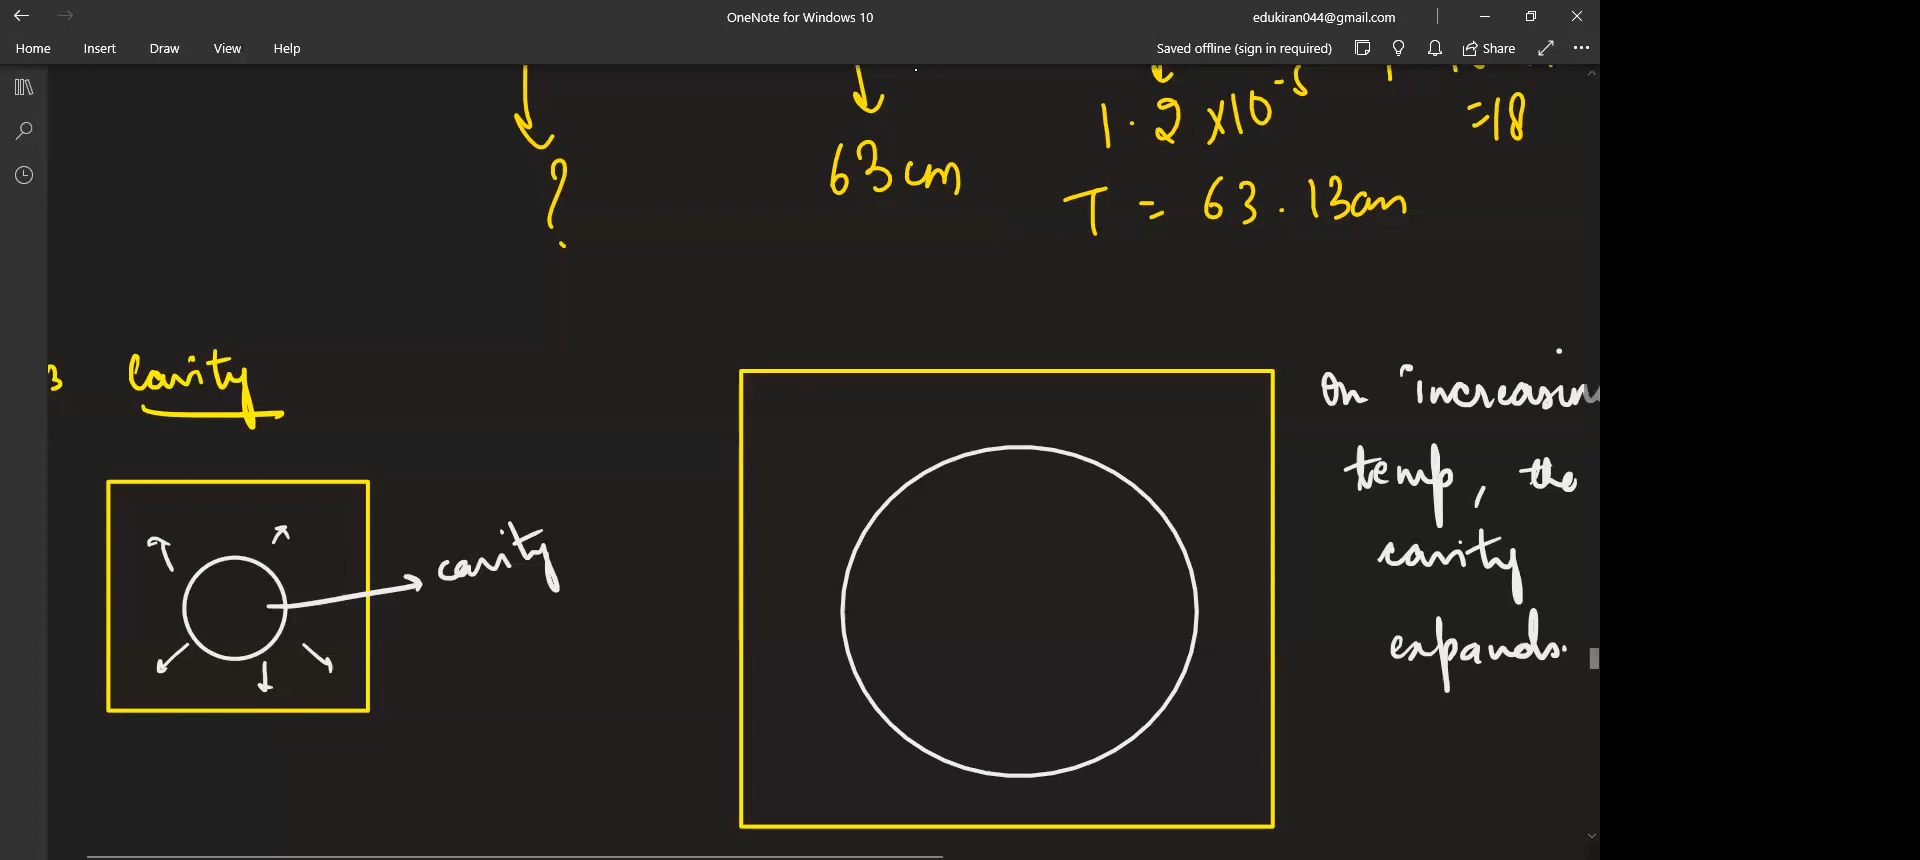 OneNote for Windows 10
edukiran044@gmail.com
Home Insert Draw View Help
Saved offline (sign in required) Share
1.2 x10⁻⁵
=18
?
63 cm
T = 63.13cm
3 Cavity
cavity
On increasin
temp, the
cavity
expands.